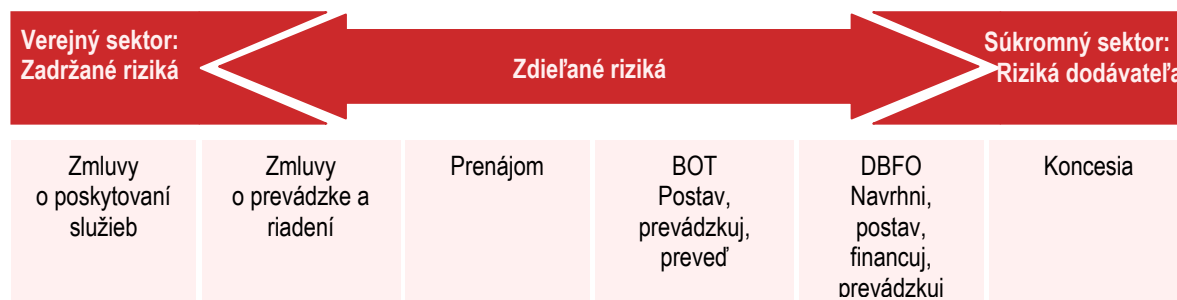 Verejný sektor:
Zadržané riziká
Zdieľané riziká
Súkromný sektor:
Riziká dodávateľa
Zmluvy
o poskytovaní
služieb
Zmluvy
o prevádzke a
riadení
Prenájom
BOT
Postav,
prevádzkuj,
preveď
DBFO
Navrhni,
postav,
financuj,
prevádzkuj
Koncesia